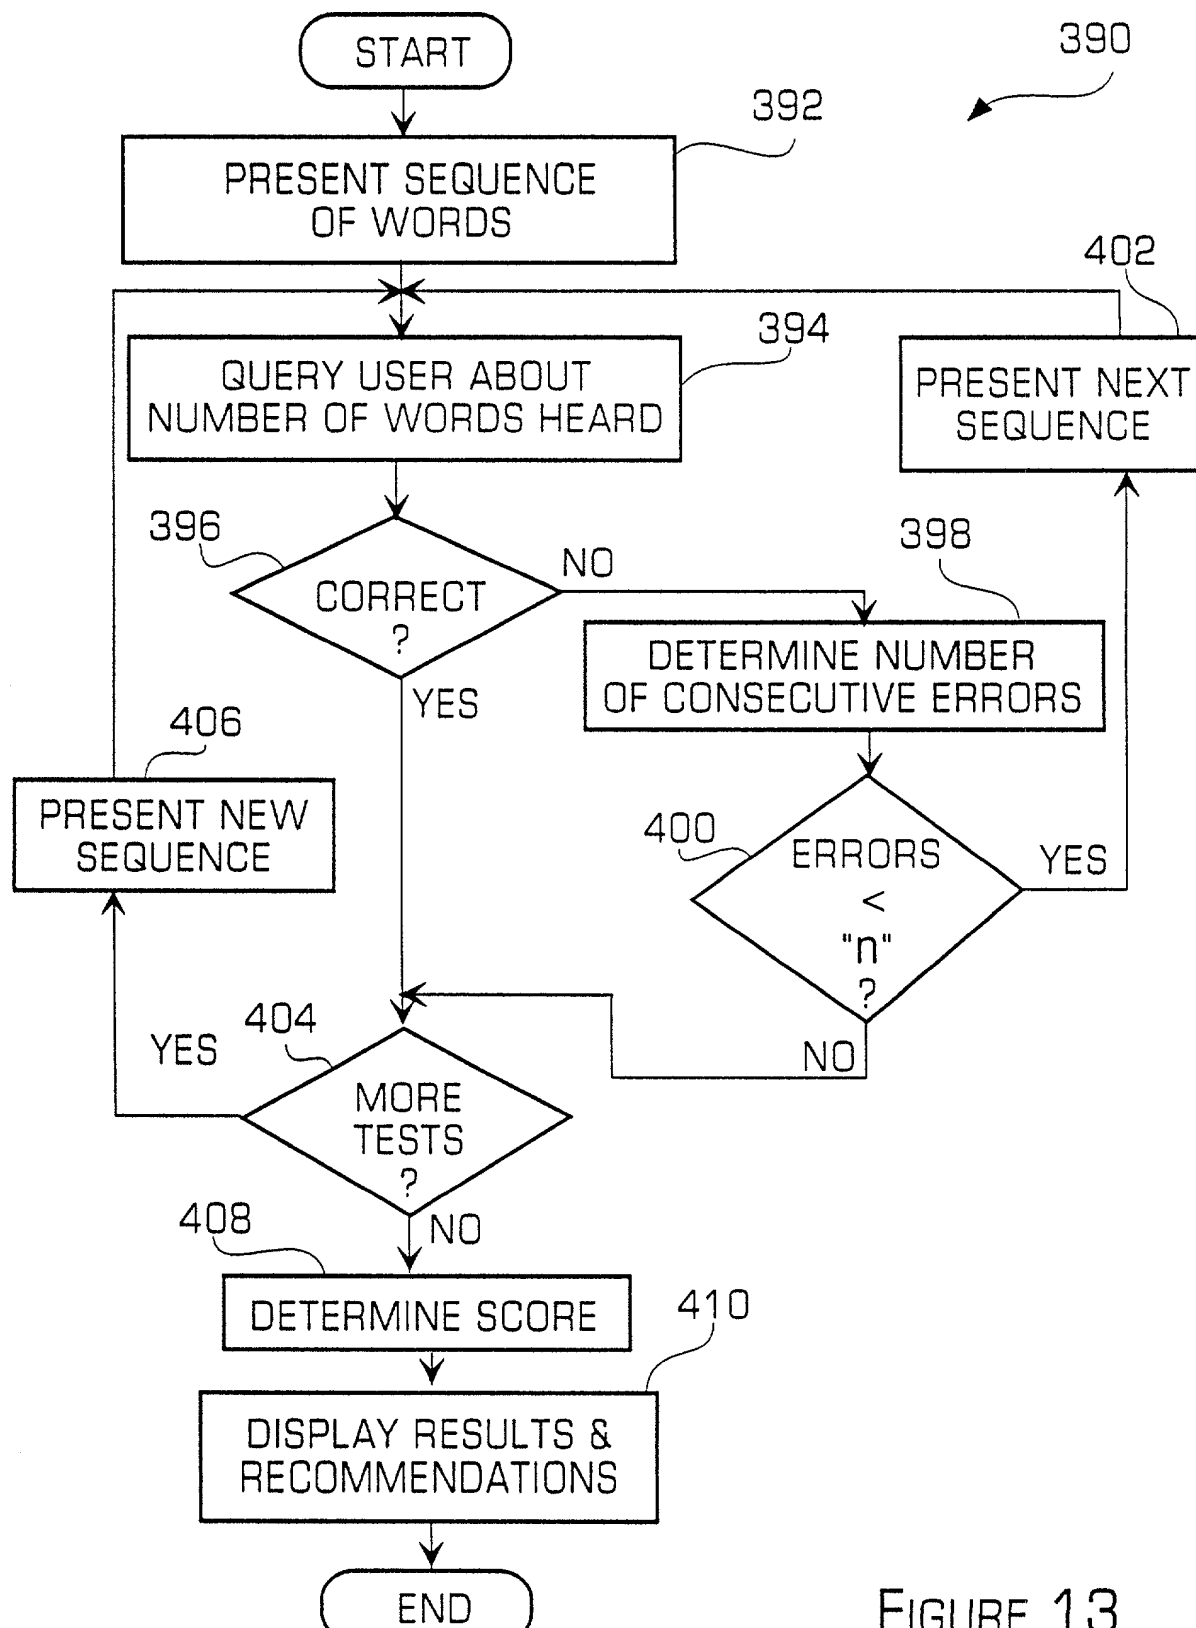 START
390
392
PRESENT SEQUENCE
OF WORDS
402
394
QUERY USER ABOUT
NUMBER OF WORDS HEARD
PRESENT NEXT
SEQUENCE
396
CORRECT
?
NO
398
DETERMINE NUMBER
OF CONSECUTIVE ERRORS
YES
406
PRESENT NEW
SEQUENCE
400
ERRORS
<
"n"
?
YES
NO
404
YES
MORE
TESTS
?
408
NO
DETERMINE SCORE
410
DISPLAY RESULTS &
RECOMMENDATIONS
END
FIGURE 13